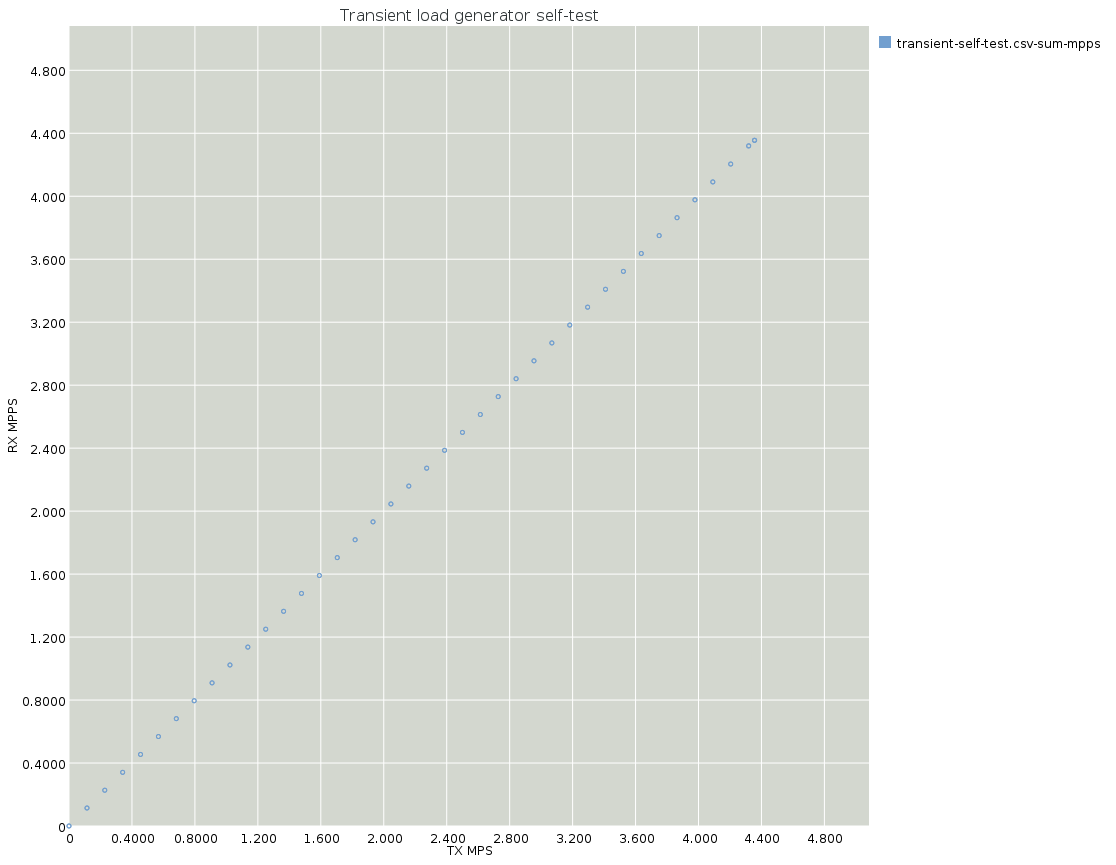 Transient load generator self-test
transient-self-test.csv-sum-mpps
4.800
4.400
4.000
3.600
3.200
2.800
2.400
2.000
1.600
1.200
0.8000
0.4000
0
RX MPPS
0 0.4000 0.8000 1.200 1.600 2.000 2.400 2.800 3.200 3.600 4.000 4.400 4.800
TX MPS